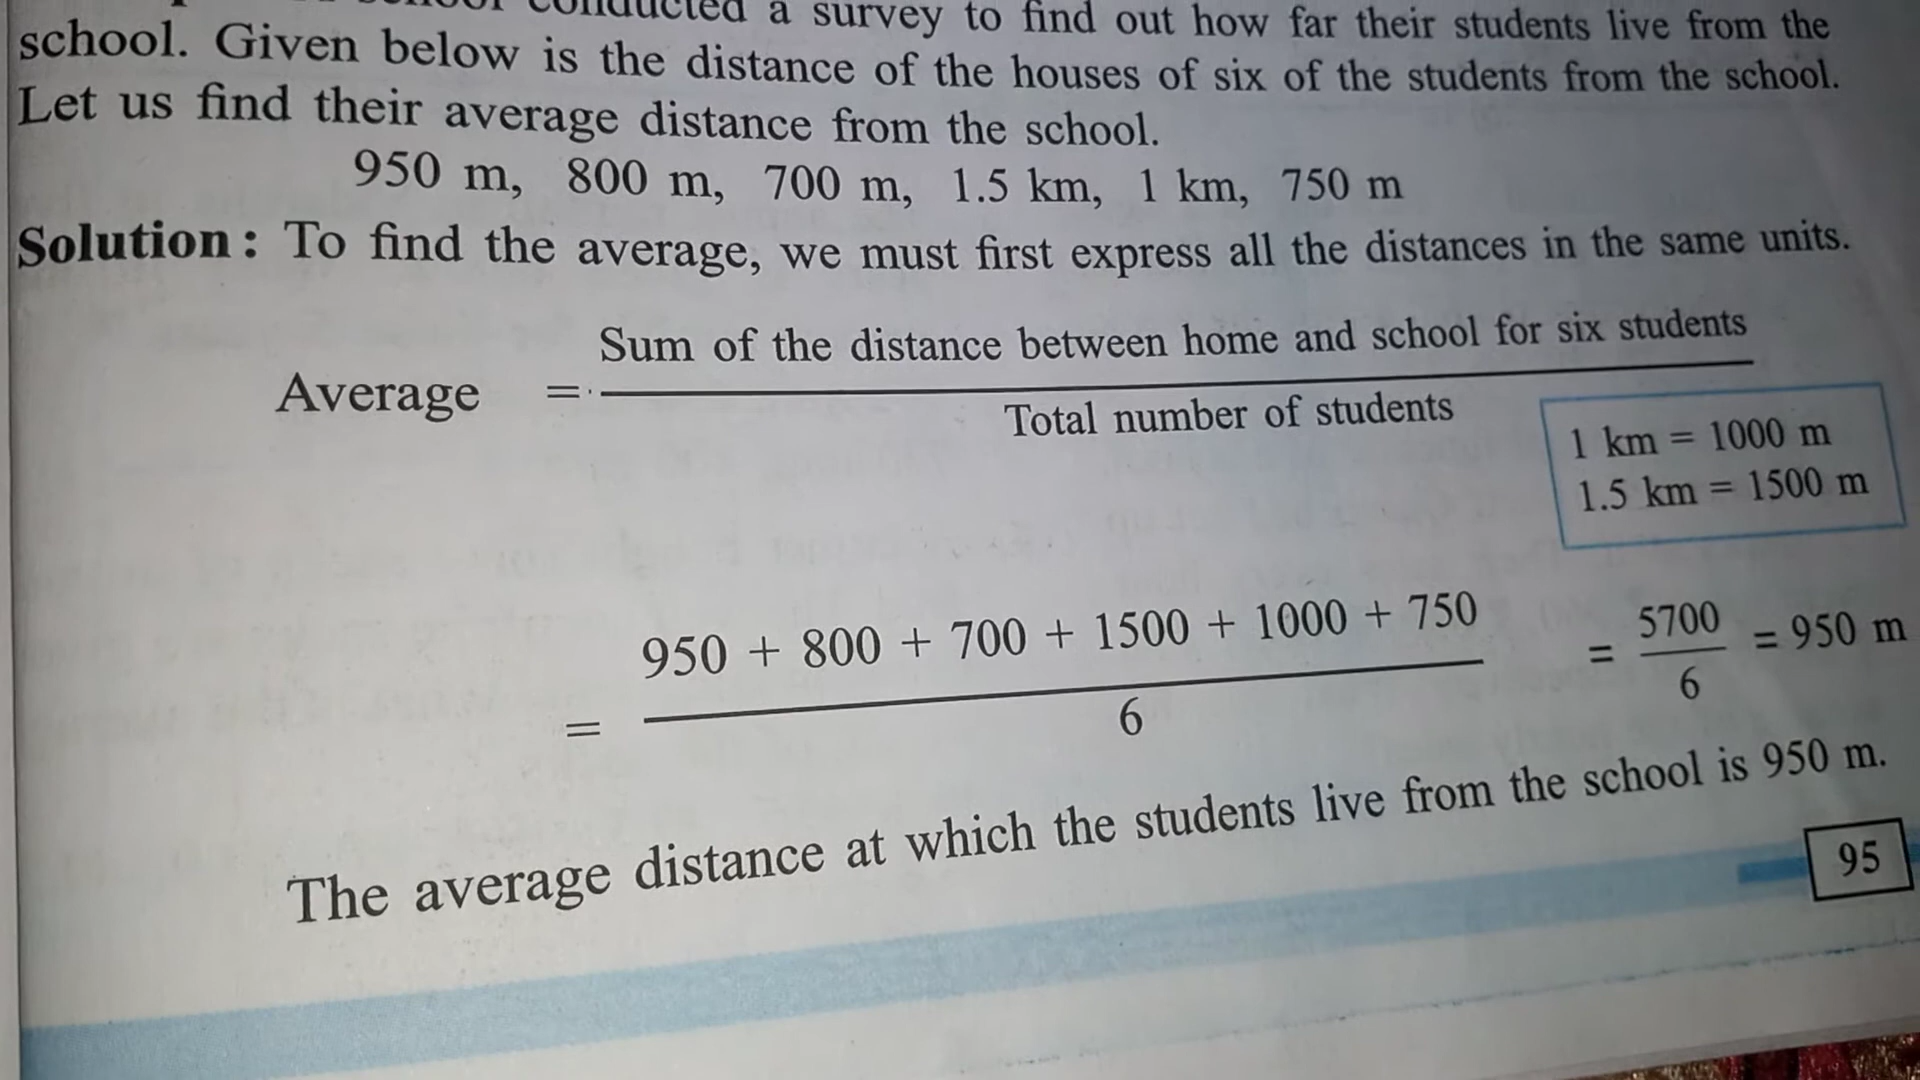 school conducted a survey to find out how far their students live from the
school. Given below is the distance of the houses of six of the students from the school.
Let us find their average distance from the school.
950 m, 800 m, 700 m, 1.5 km, 1 km, 750 m
Solution : To find the average, we must first express all the distances in the same units.
Sum of the distance between home and school for six students
Average =
Total number of students
1 km = 1000 m
1.5 km = 1500 m
950 + 800 + 700 + 1500 + 1000 + 750
= 6
= 5700 / 6 = 950 m
The average distance at which the students live from the school is 950 m.
95